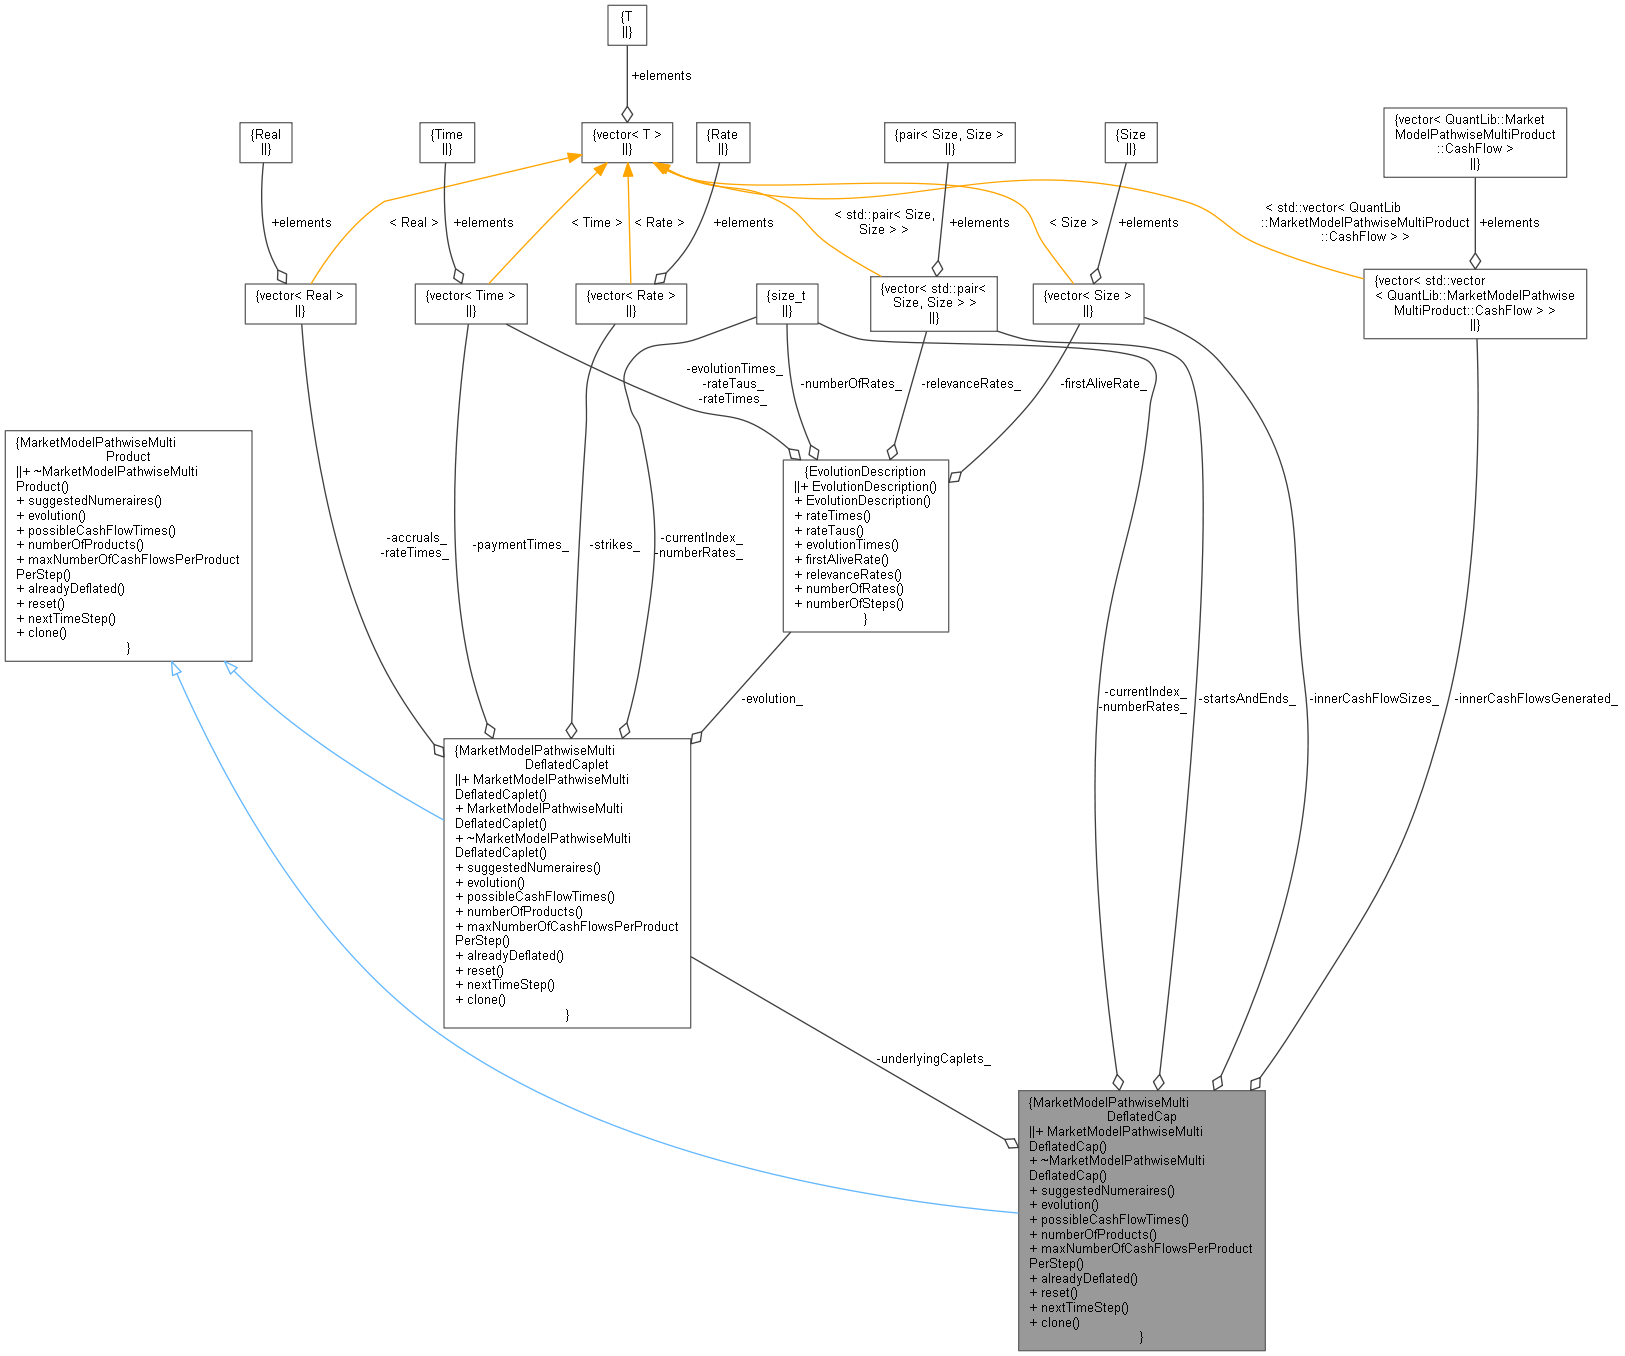 {T
||}
+elements
{Real
||}
{Time
||}
{vector< T >
||}
{Rate
||}
{pair< Size, Size >
||}
{Size
||}
{vector< QuantLib::Market
ModelPathwiseMultiProduct
::CashFlow >
||}
+elements
< Real >
+elements
< Time >
< Rate >
+elements
< std::pair< Size,
Size > >
+elements
< Size >
+elements
< std::vector< QuantLib
::MarketModelPathwiseMultiProduct
::CashFlow > >
+elements
{vector< Real >
||}
{vector< Time >
||}
{vector< Rate >
||}
{size_t
||}
{vector< std::pair<
Size, Size > >
||}
{vector< Size >
||}
{vector< std::vector
< QuantLib::MarketModelPathwise
MultiProduct::CashFlow > >
||}
-evolutionTimes_
-rateTaus_
-rateTimes_
-numberOfRates_
-relevanceRates_
-firstAliveRate_
{MarketModelPathwiseMulti
Product
||+ ~MarketModelPathwiseMulti
Product()
+ suggestedNumeraires()
+ evolution()
+ possibleCashFlowTimes()
+ numberOfProducts()
+ maxNumberOfCashFlowsPerProduct
PerStep()
+ alreadyDeflated()
+ reset()
+ nextTimeStep()
+ clone()
}
-accruals_
-rateTimes_
-paymentTimes_
-strikes_
-currentIndex_
-numberRates_
{EvolutionDescription
||+ EvolutionDescription()
+ EvolutionDescription()
+ rateTimes()
+ rateTaus()
+ evolutionTimes()
+ firstAliveRate()
+ relevanceRates()
+ numberOfRates()
+ numberOfSteps()
}
-evolution_
-currentIndex_
-numberRates_
-startsAndEnds_
-innerCashFlowSizes_
-innerCashFlowsGenerated_
{MarketModelPathwiseMulti
DeflatedCaplet
||+ MarketModelPathwiseMulti
DeflatedCaplet()
+ MarketModelPathwiseMulti
DeflatedCaplet()
+ ~MarketModelPathwiseMulti
DeflatedCaplet()
+ suggestedNumeraires()
+ evolution()
+ possibleCashFlowTimes()
+ numberOfProducts()
+ maxNumberOfCashFlowsPerProduct
PerStep()
+ alreadyDeflated()
+ reset()
+ nextTimeStep()
+ clone()
}
-underlyingCaplets_
{MarketModelPathwiseMulti
DeflatedCap
||+ MarketModelPathwiseMulti
DeflatedCap()
+ ~MarketModelPathwiseMulti
DeflatedCap()
+ suggestedNumeraires()
+ evolution()
+ possibleCashFlowTimes()
+ numberOfProducts()
+ maxNumberOfCashFlowsPerProduct
PerStep()
+ alreadyDeflated()
+ reset()
+ nextTimeStep()
+ clone()
}